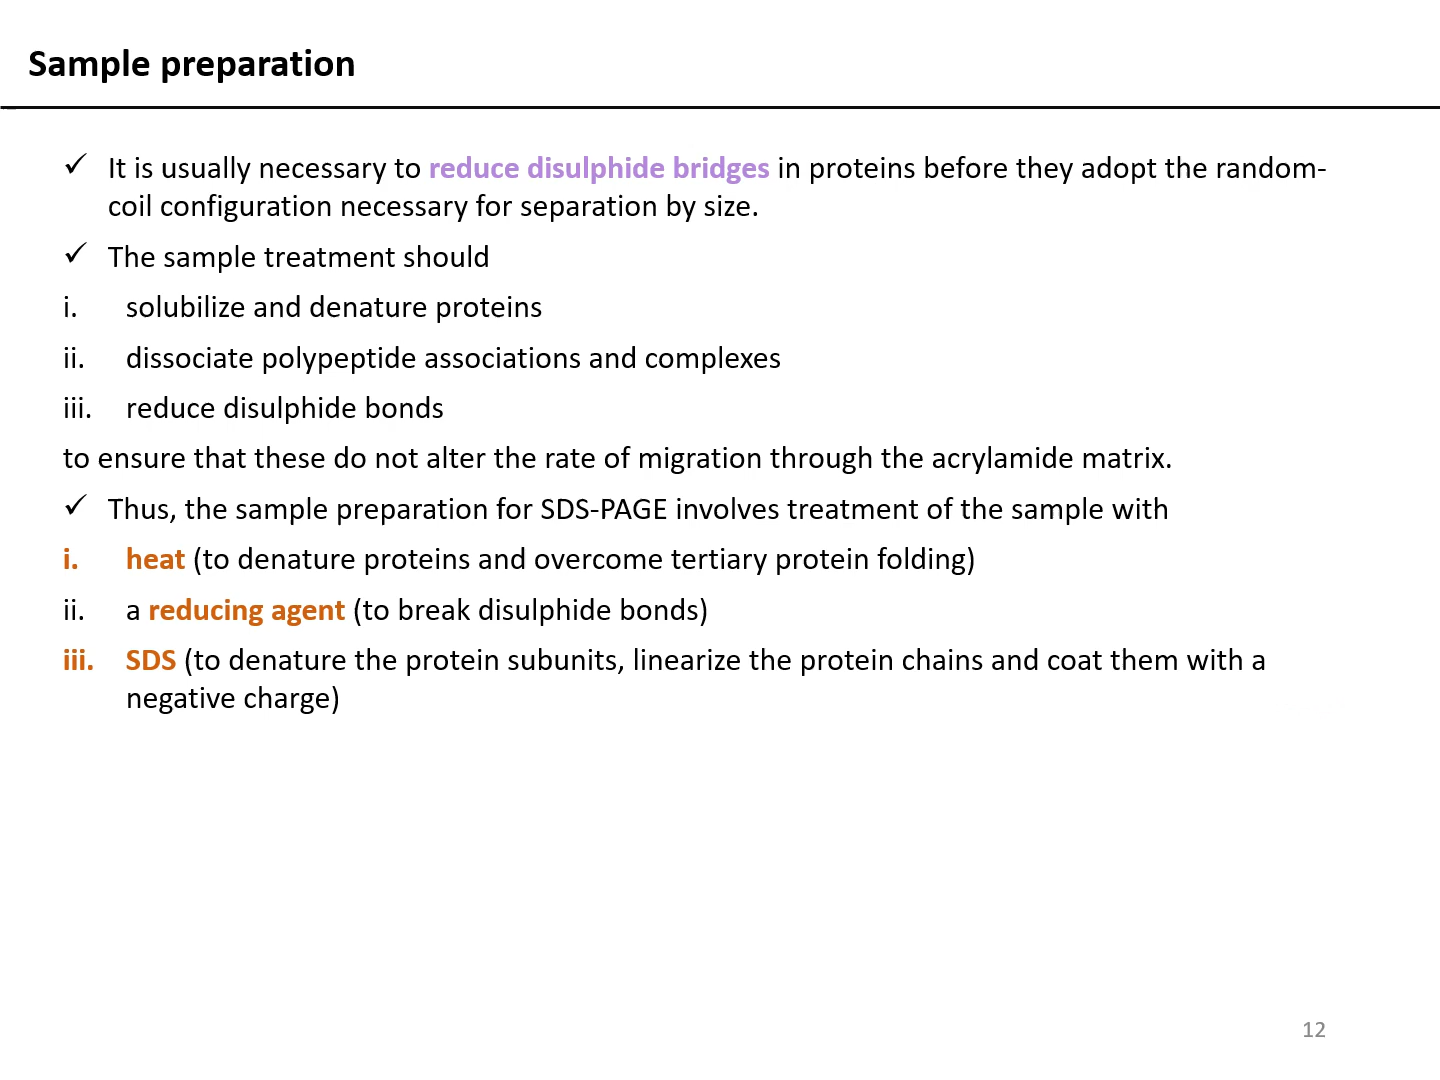 Sample preparation
✓ It is usually necessary to reduce disulphide bridges in proteins before they adopt the random-
coil configuration necessary for separation by size.
✓ The sample treatment should
i. solubilize and denature proteins
ii. dissociate polypeptide associations and complexes
iii. reduce disulphide bonds
to ensure that these do not alter the rate of migration through the acrylamide matrix.
✓ Thus, the sample preparation for SDS-PAGE involves treatment of the sample with
i. heat (to denature proteins and overcome tertiary protein folding)
ii. a reducing agent (to break disulphide bonds)
iii. SDS (to denature the protein subunits, linearize the protein chains and coat them with a
negative charge)
12